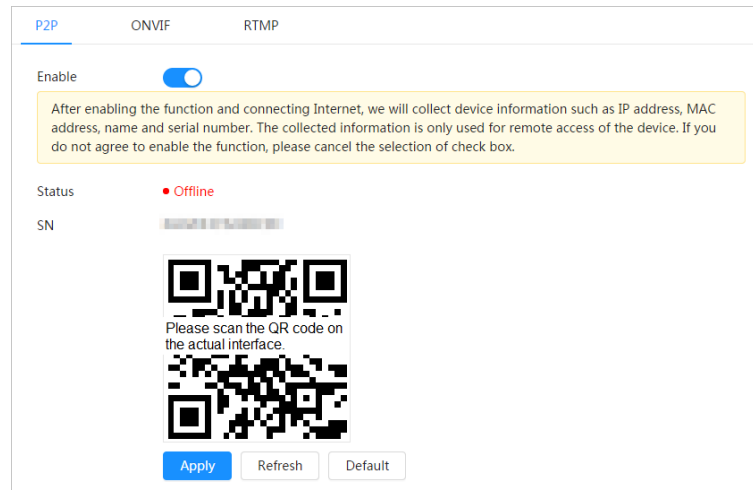 P2P ONVIF RTMP
Enable
After enabling the function and connecting Internet, we will collect device information such as IP address, MAC
address, name and serial number. The collected information is only used for remote access of the device. If you
do not agree to enable the function, please cancel the selection of check box.
Status Offline
SN
Please scan the QR code on
the actual interface.
Apply Refresh Default